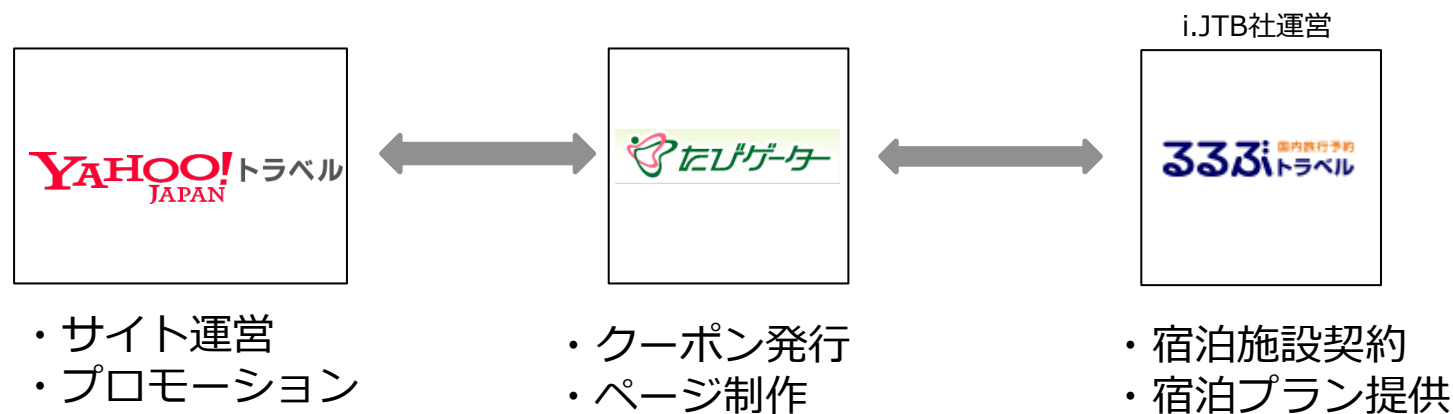 i.JTB社運営
YAHOO!トラベル
JAPAN
たびゲーター
るるぶ国内旅行予約
トラベル
・サイト運営
・プロモーション
・クーポン発行
・ページ制作
・宿泊施設契約
・宿泊プラン提供